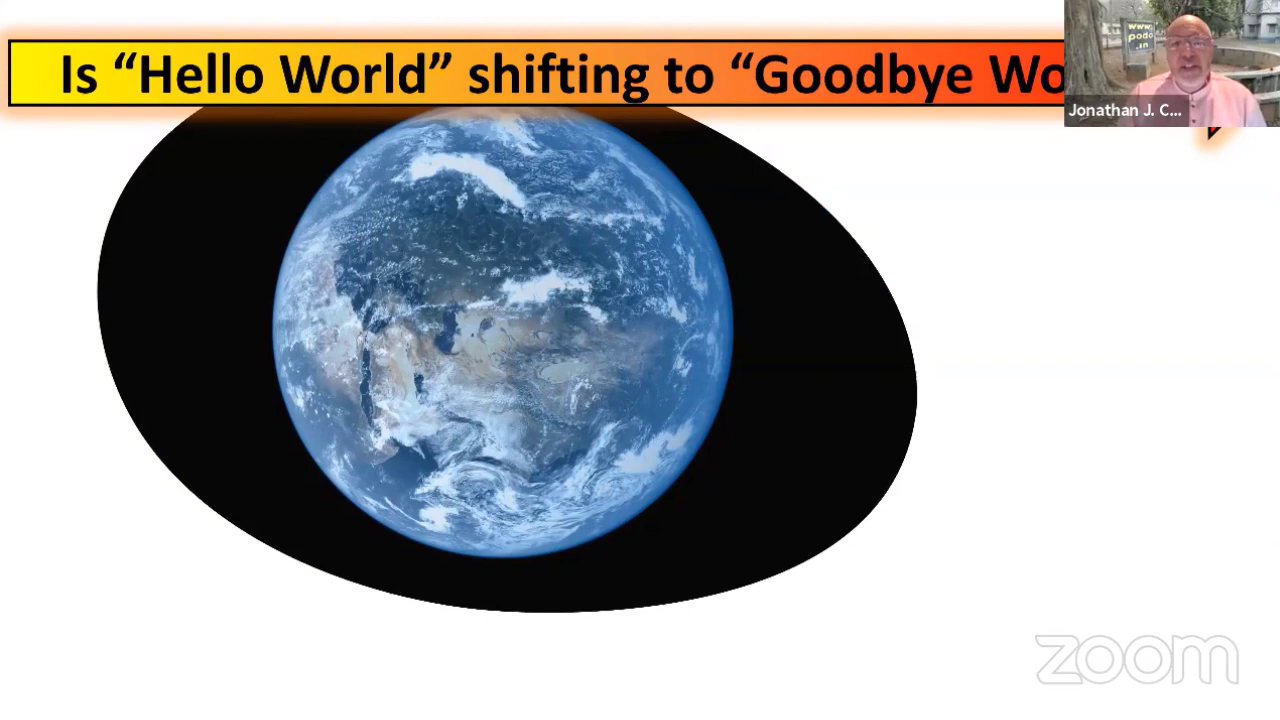 Is “Hello World” shifting to “Goodbye Wo
www.
podo
.in
Jonathan J. C...
zoom